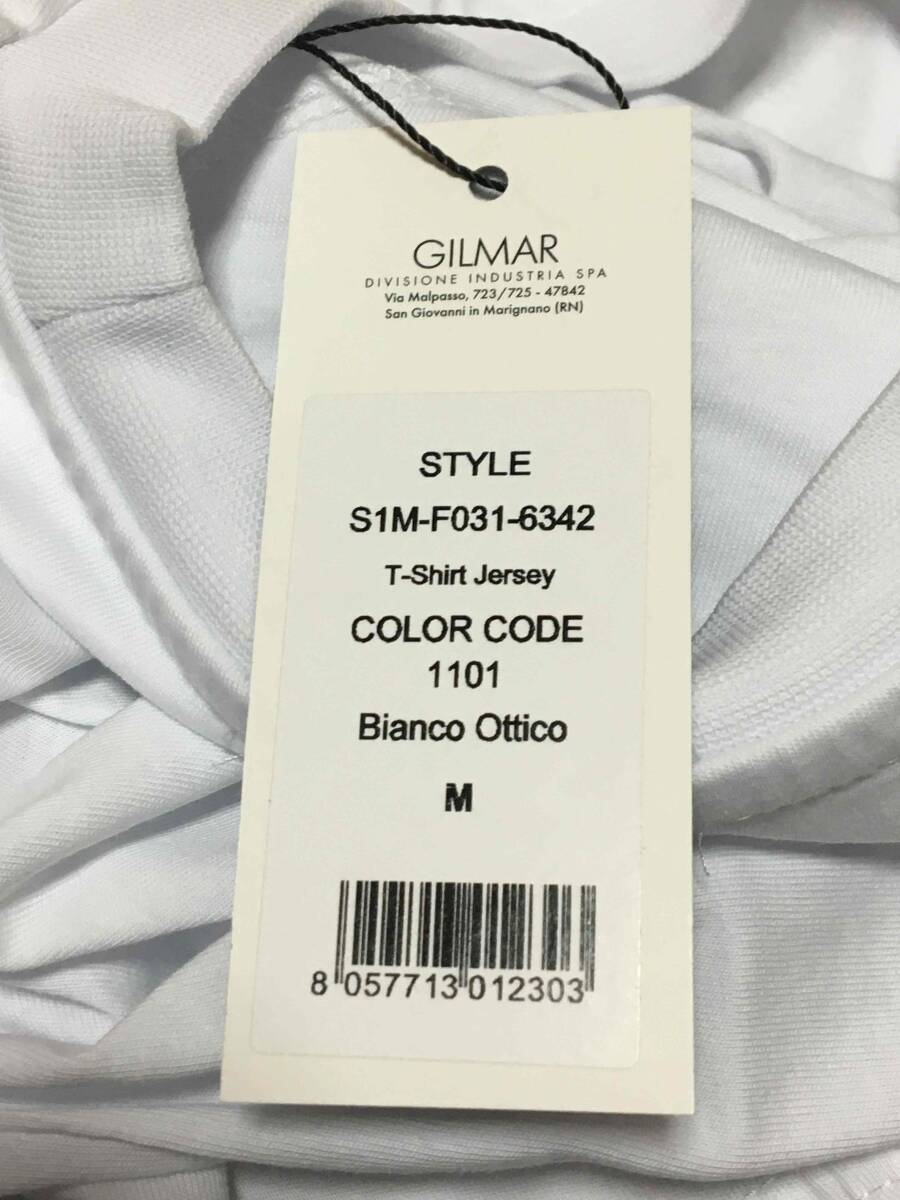 GILMAR
DIVISIONE INDUSTRIA SPA
Via Malpasso, 723/725 - 47842
San Giovanni in Marignano (RN)
STYLE
S1M-F031-6342
T-Shirt Jersey
COLOR CODE
1101
Bianco Ottico
M
8 057713 012303